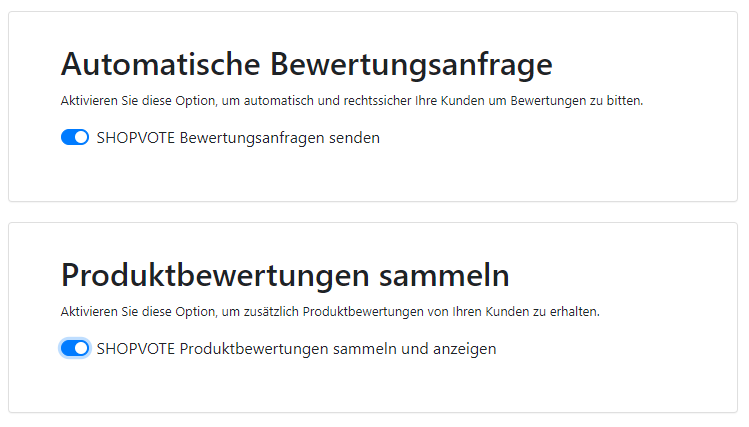 Automatische Bewertungsanfrage
Aktivieren Sie diese Option, um automatisch und rechtssicher Ihre Kunden um Bewertungen zu bitten.
SHOPVOTE Bewertungsanfragen senden
Produktbewertungen sammeln
Aktivieren Sie diese Option, um zusätzlich Produktbewertungen von Ihren Kunden zu erhalten.
SHOPVOTE Produktbewertungen sammeln und anzeigen